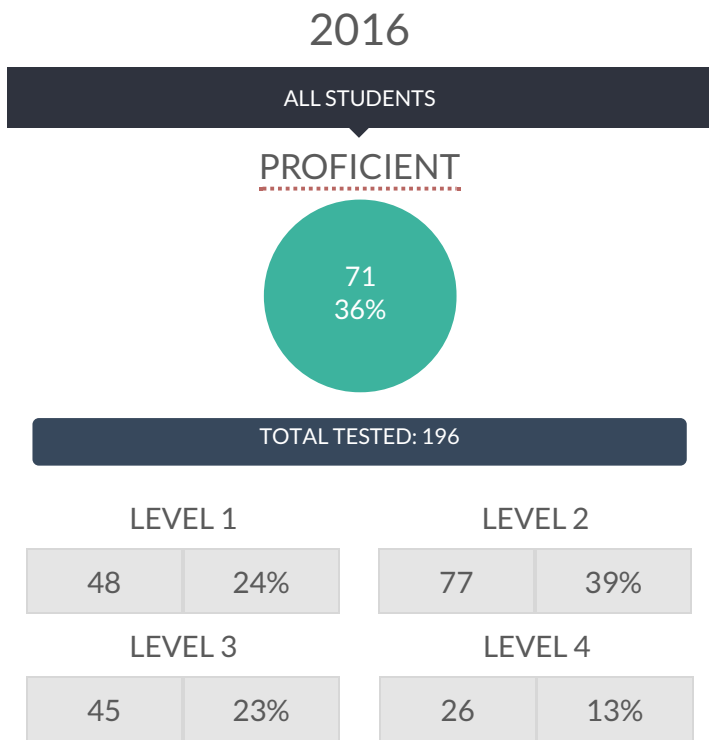 2016
ALL STUDENTS
PROFICIENT
71
36%
TOTAL TESTED: 196
LEVEL 1 LEVEL 2
48 24% 77 39%
LEVEL 3 LEVEL 4
45 23% 26 13%